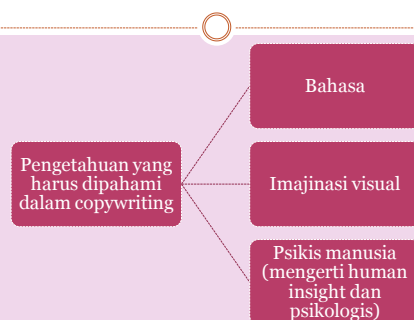 Bahasa
Pengetahuan yang
harus dipahami
dalam copywriting
Imajinasi visual
Psikis manusia
(mengerti human
insight dan
psikologis)